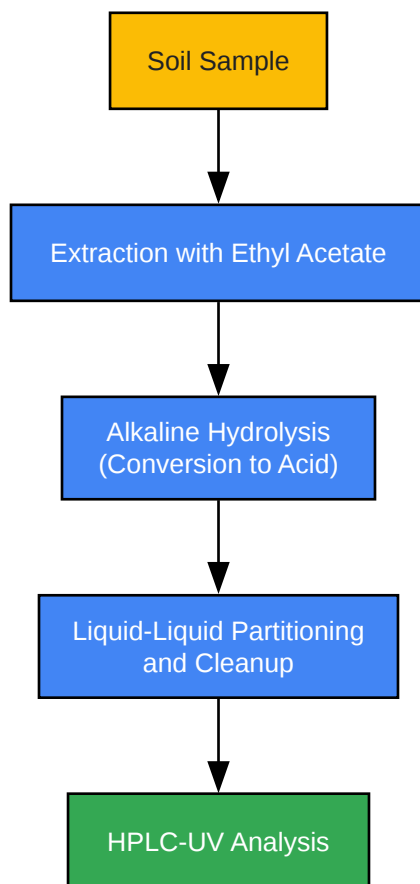 Soil Sample
Extraction with Ethyl Acetate
Alkaline Hydrolysis
(Conversion to Acid)
Liquid-Liquid Partitioning
and Cleanup
HPLC-UV Analysis